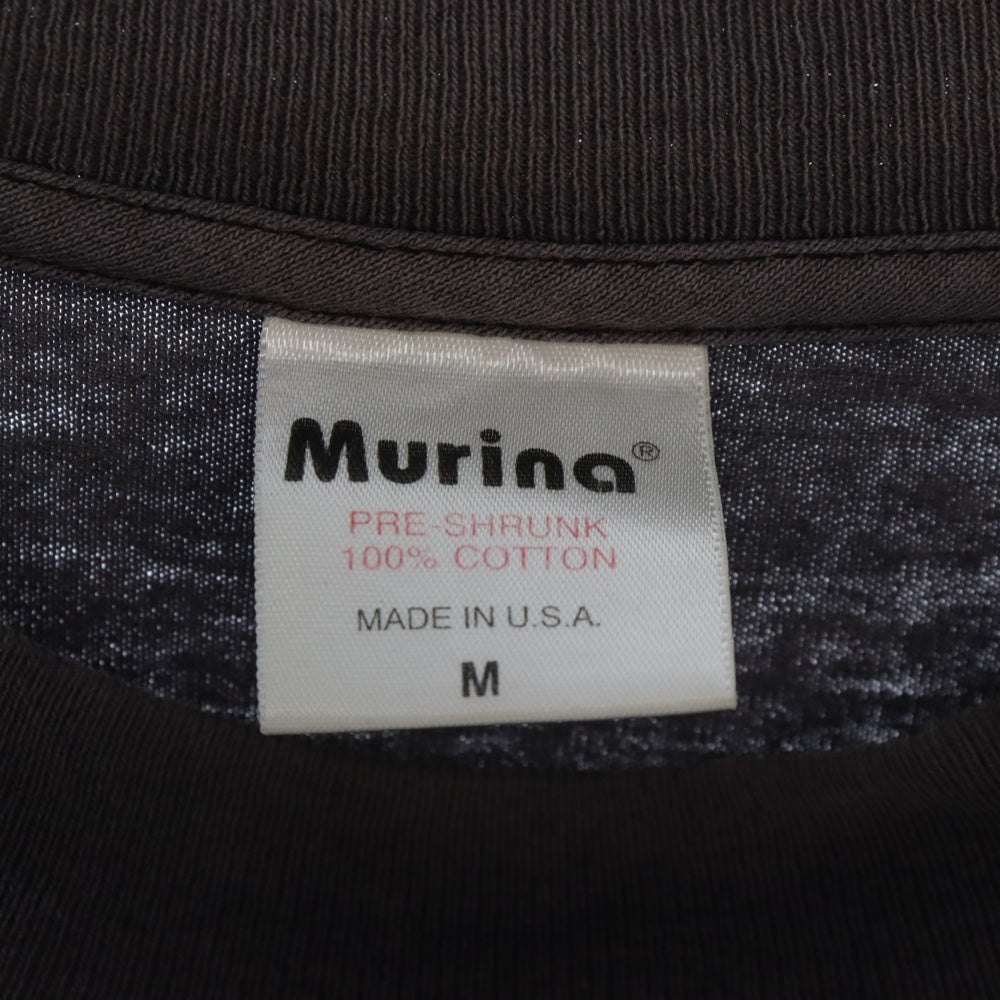 Murina®
PRE-SHRUNK
100% COTTON
MADE IN U.S.A.
M